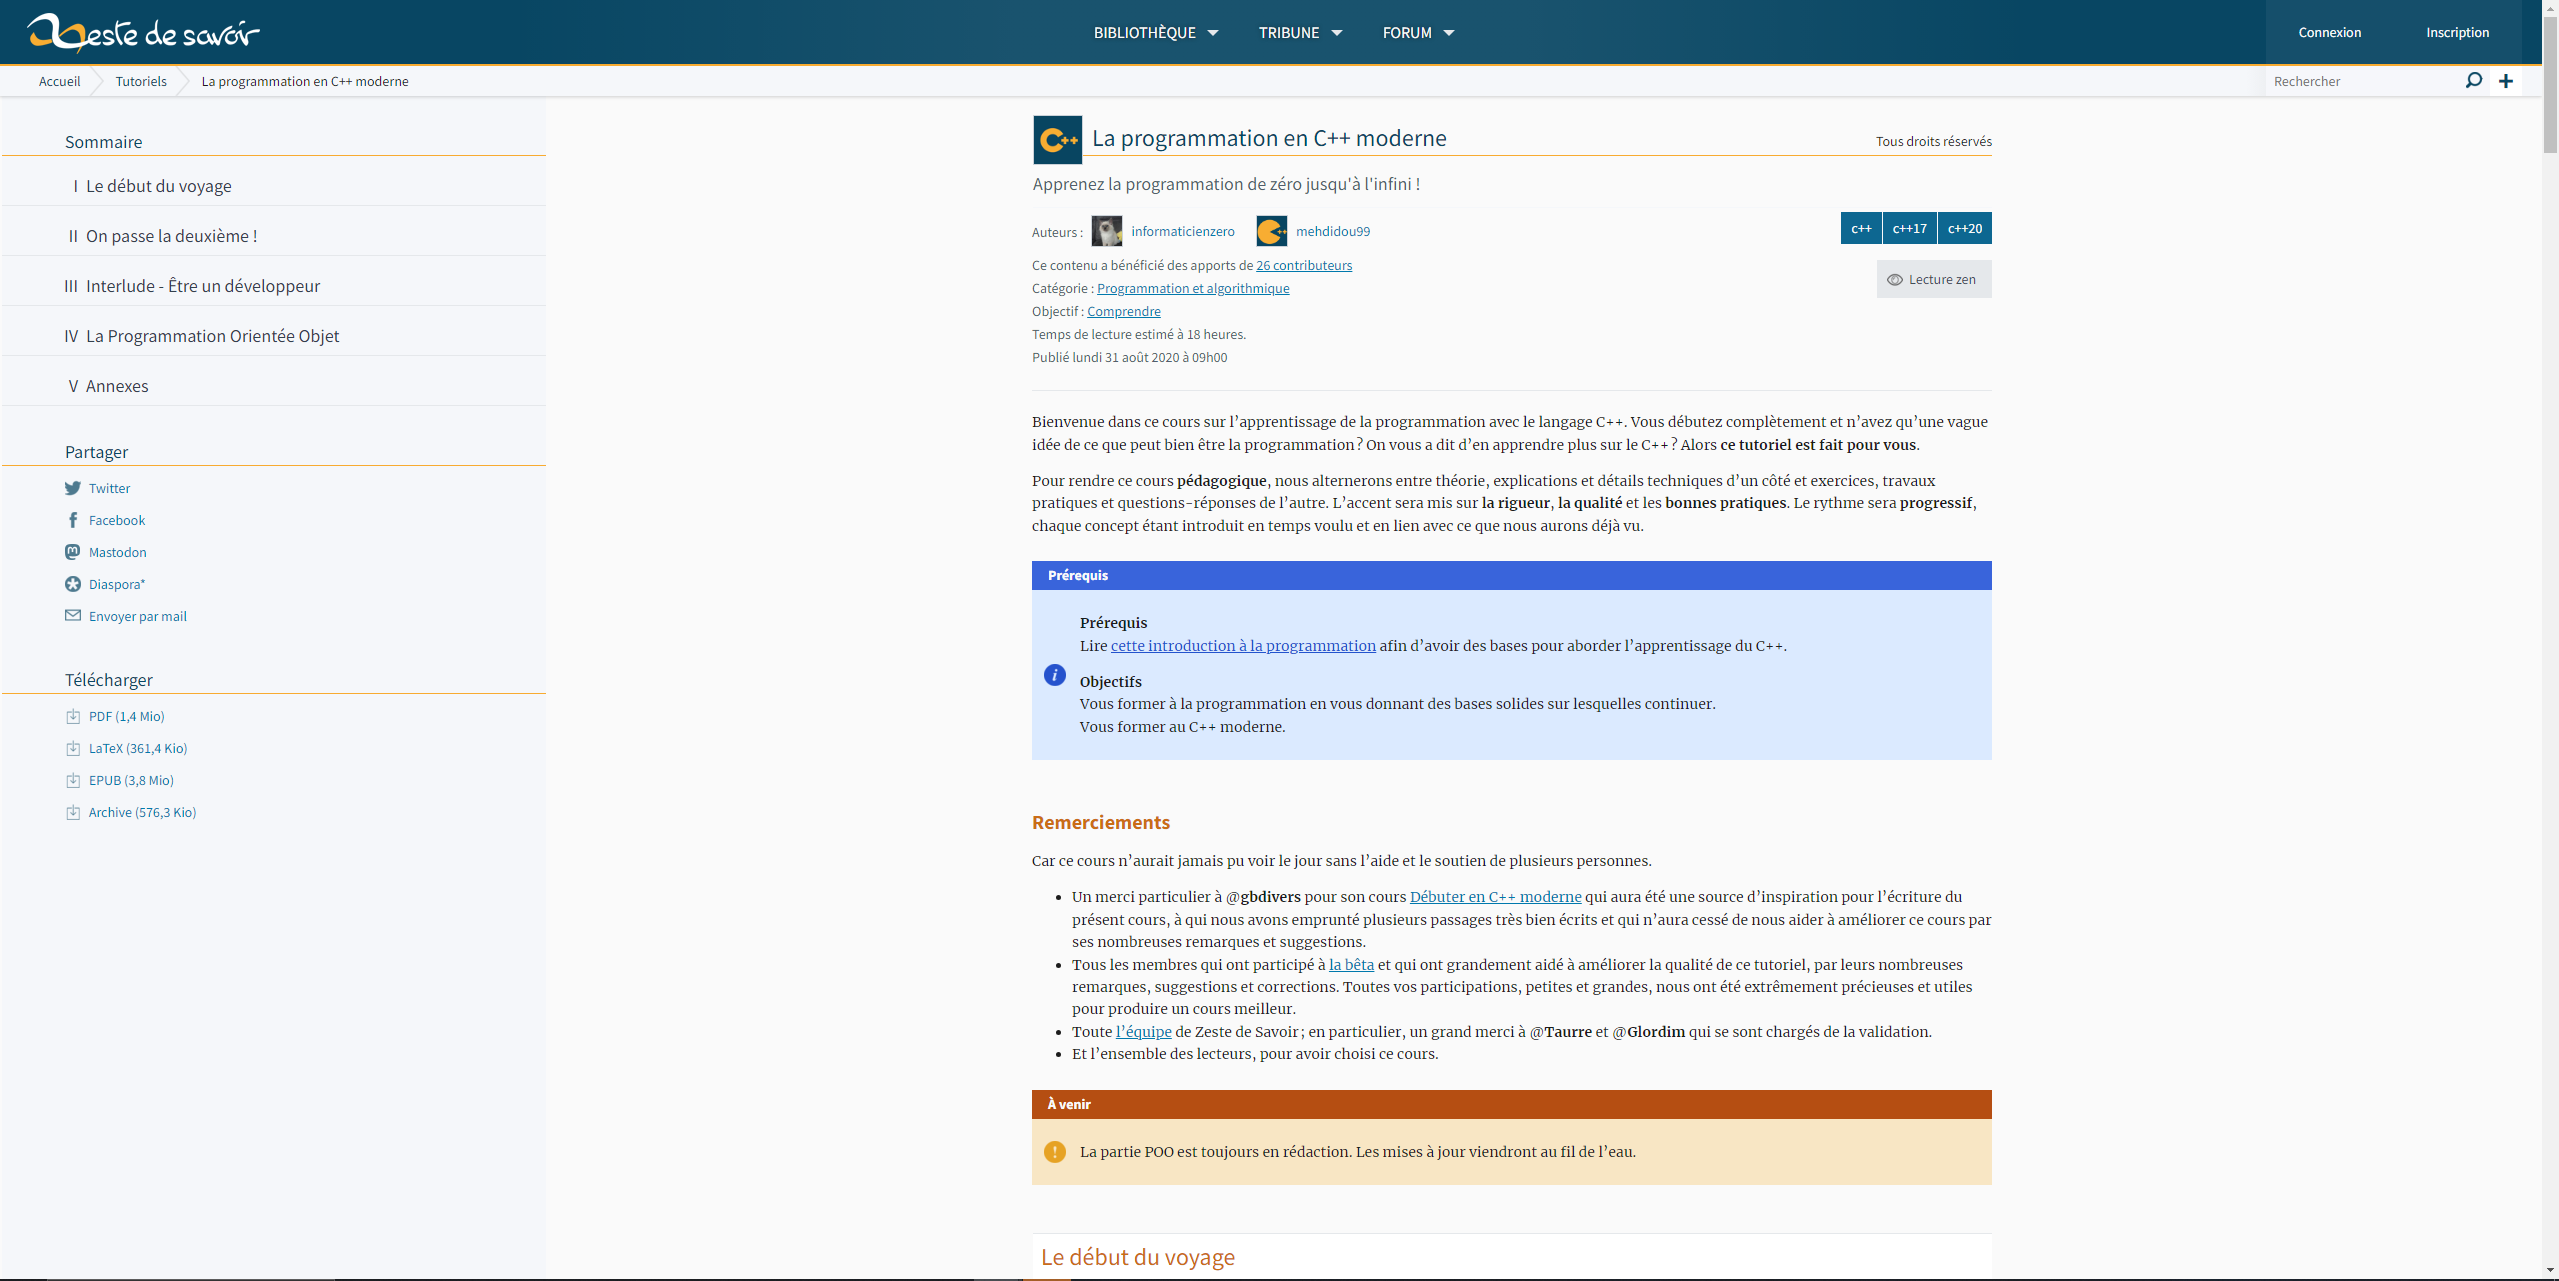 Zeste de savoir
BIBLIOTHÈQUE
TRIBUNE
FORUM
Connexion
Inscription
Accueil
Tutoriels
La programmation en C++ moderne
Rechercher
Sommaire
I Le début du voyage
II On passe la deuxième !
III Interlude - Être un développeur
IV La Programmation Orientée Objet
V Annexes
Partager
Twitter
Facebook
Mastodon
Diaspora*
Envoyer par mail
Télécharger
PDF (1,4 Mio)
LaTeX (361,4 Kio)
EPUB (3,8 Mio)
Archive (576,3 Kio)
C++
La programmation en C++ moderne
Tous droits réservés
Apprenez la programmation de zéro jusqu'à l'infini !
Auteurs : informaticienzero mehdidou99
c++ c++17 c++20
Ce contenu a bénéficié des apports de 26 contributeurs
Lecture zen
Catégorie : Programmation et algorithmique
Objectif : Comprendre
Temps de lecture estimé à 18 heures.
Publié lundi 31 août 2020 à 09h00
Bienvenue dans ce cours sur l’apprentissage de la programmation avec le langage C++. Vous débutez complètement et n’avez qu’une vague
idée de ce que peut bien être la programmation ? On vous a dit d’en apprendre plus sur le C++ ? Alors ce tutoriel est fait pour vous.
Pour rendre ce cours pédagogique, nous alternerons entre théorie, explications et détails techniques d’un côté et exercices, travaux
pratiques et questions-réponses de l’autre. L’accent sera mis sur la rigueur, la qualité et les bonnes pratiques. Le rythme sera progressif,
chaque concept étant introduit en temps voulu et en lien avec ce que nous aurons déjà vu.
Prérequis
Prérequis
Lire cette introduction à la programmation afin d’avoir des bases pour aborder l’apprentissage du C++.
Objectifs
Vous former à la programmation en vous donnant des bases solides sur lesquelles continuer.
Vous former au C++ moderne.
Remerciements
Car ce cours n’aurait jamais pu voir le jour sans l’aide et le soutien de plusieurs personnes.
• Un merci particulier à @gbdivers pour son cours Débuter en C++ moderne qui aura été une source d’inspiration pour l’écriture du
présent cours, à qui nous avons emprunté plusieurs passages très bien écrits et qui n’aura cessé de nous aider à améliorer ce cours par
ses nombreuses remarques et suggestions.
• Tous les membres qui ont participé à la bêta et qui ont grandement aidé à améliorer la qualité de ce tutoriel, par leurs nombreuses
remarques, suggestions et corrections. Toutes vos participations, petites et grandes, nous ont été extrêmement précieuses et utiles
pour produire un cours meilleur.
• Toute l’équipe de Zeste de Savoir ; en particulier, un grand merci à @Taurre et @Glordim qui se sont chargés de la validation.
• Et l’ensemble des lecteurs, pour avoir choisi ce cours.
À venir
La partie POO est toujours en rédaction. Les mises à jour viendront au fil de l’eau.
Le début du voyage